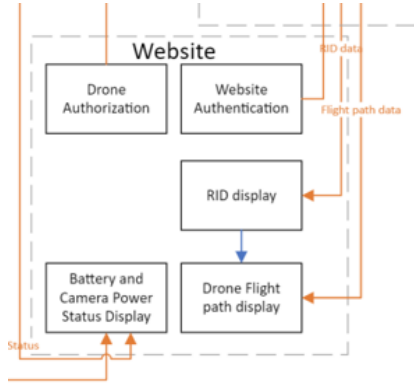 Website
RID data
Drone
Authorization
Website
Authentication
Flight path data
RID display
Battery and
Camera Power
Status Display
Drone Flight
path display
Status